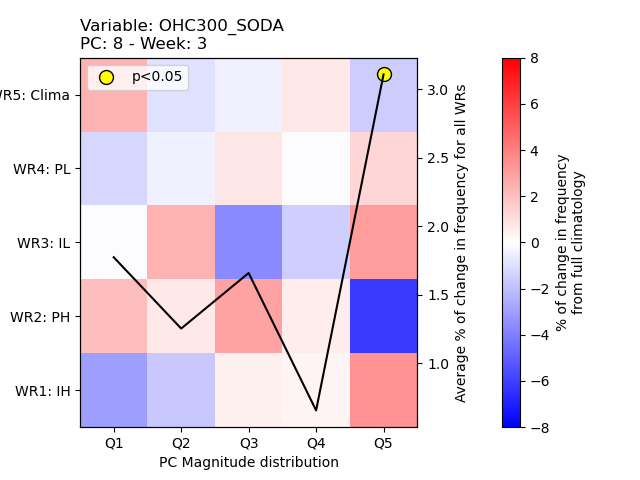 Variable: OHC300_SODA
PC: 8 - Week: 3
p<0.05
WR5: Clima
WR4: PL
WR3: IL
WR2: PH
WR1: IH
Q1 Q2 Q3 Q4 Q5
PC Magnitude distribution
3.0
2.5
2.0
1.5
1.0
Average % of change in frequency for all WRs
8
6
4
2
0
−2
−4
−6
−8
% of change in frequency
from full climatology